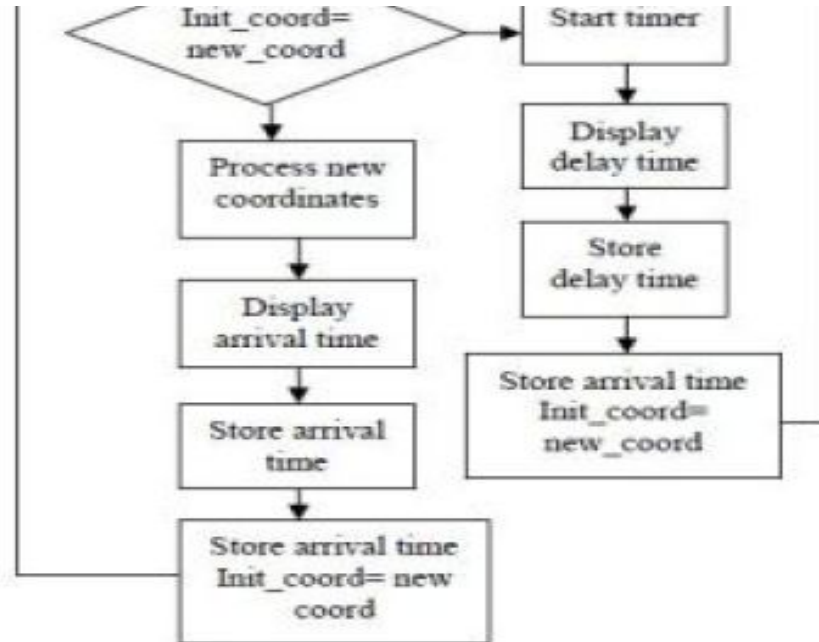 Init_coord=
new_coord
Start timer
Process new
coordinates
Display
delay time
Display
arrival time
Store
delay time
Store arrival
time
Store arrival time
Init_coord=
new_coord
Store arrival time
Init_coord= new
coord